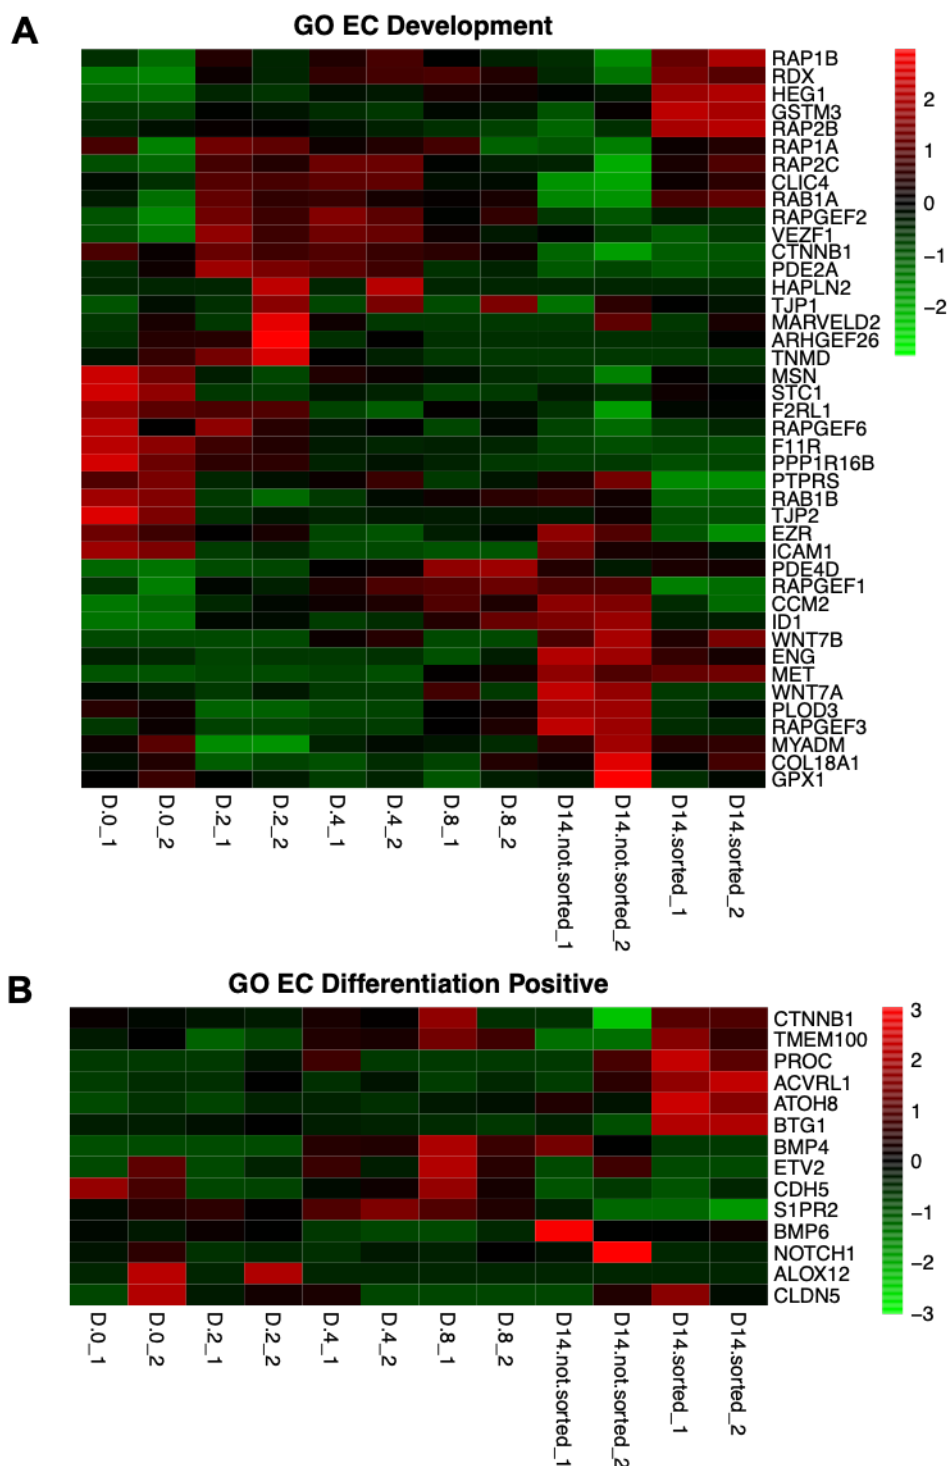 A
GO EC Development
RAP1B
RDX
HEG1
GSTM3
RAP2B
RAP1A
RAP2C
CLIC4
RAB1A
RAPGEF2
VEZF1
CTNNB1
PDE2A
HAPLN2
TJP1
MARVELD2
ARHGEF26
TNMD
MSN
STC1
F2RL1
RAPGEF6
F11R
PPP1R16B
PTPRS
RAB1B
TJP2
EZR
ICAM1
PDE4D
RAPGEF1
CCM2
ID1
WNT7B
ENG
MET
WNT7A
PLOD3
RAPGEF3
MYADM
COL18A1
GPX1
2
1
0
−1
−2
D.0_1
D.0_2
D.2_1
D.2_2
D.4_1
D.4_2
D.8_1
D.8_2
D14.not.sorted_1
D14.not.sorted_2
D14.sorted_1
D14.sorted_2
B
GO EC Differentiation Positive
CTNNB1
TMEM100
PROC
ACVRL1
ATOH8
BTG1
BMP4
ETV2
CDH5
S1PR2
BMP6
NOTCH1
ALOX12
CLDN5
3
2
1
0
−1
−2
−3
D.0_1
D.0_2
D.2_1
D.2_2
D.4_1
D.4_2
D.8_1
D.8_2
D14.not.sorted_1
D14.not.sorted_2
D14.sorted_1
D14.sorted_2